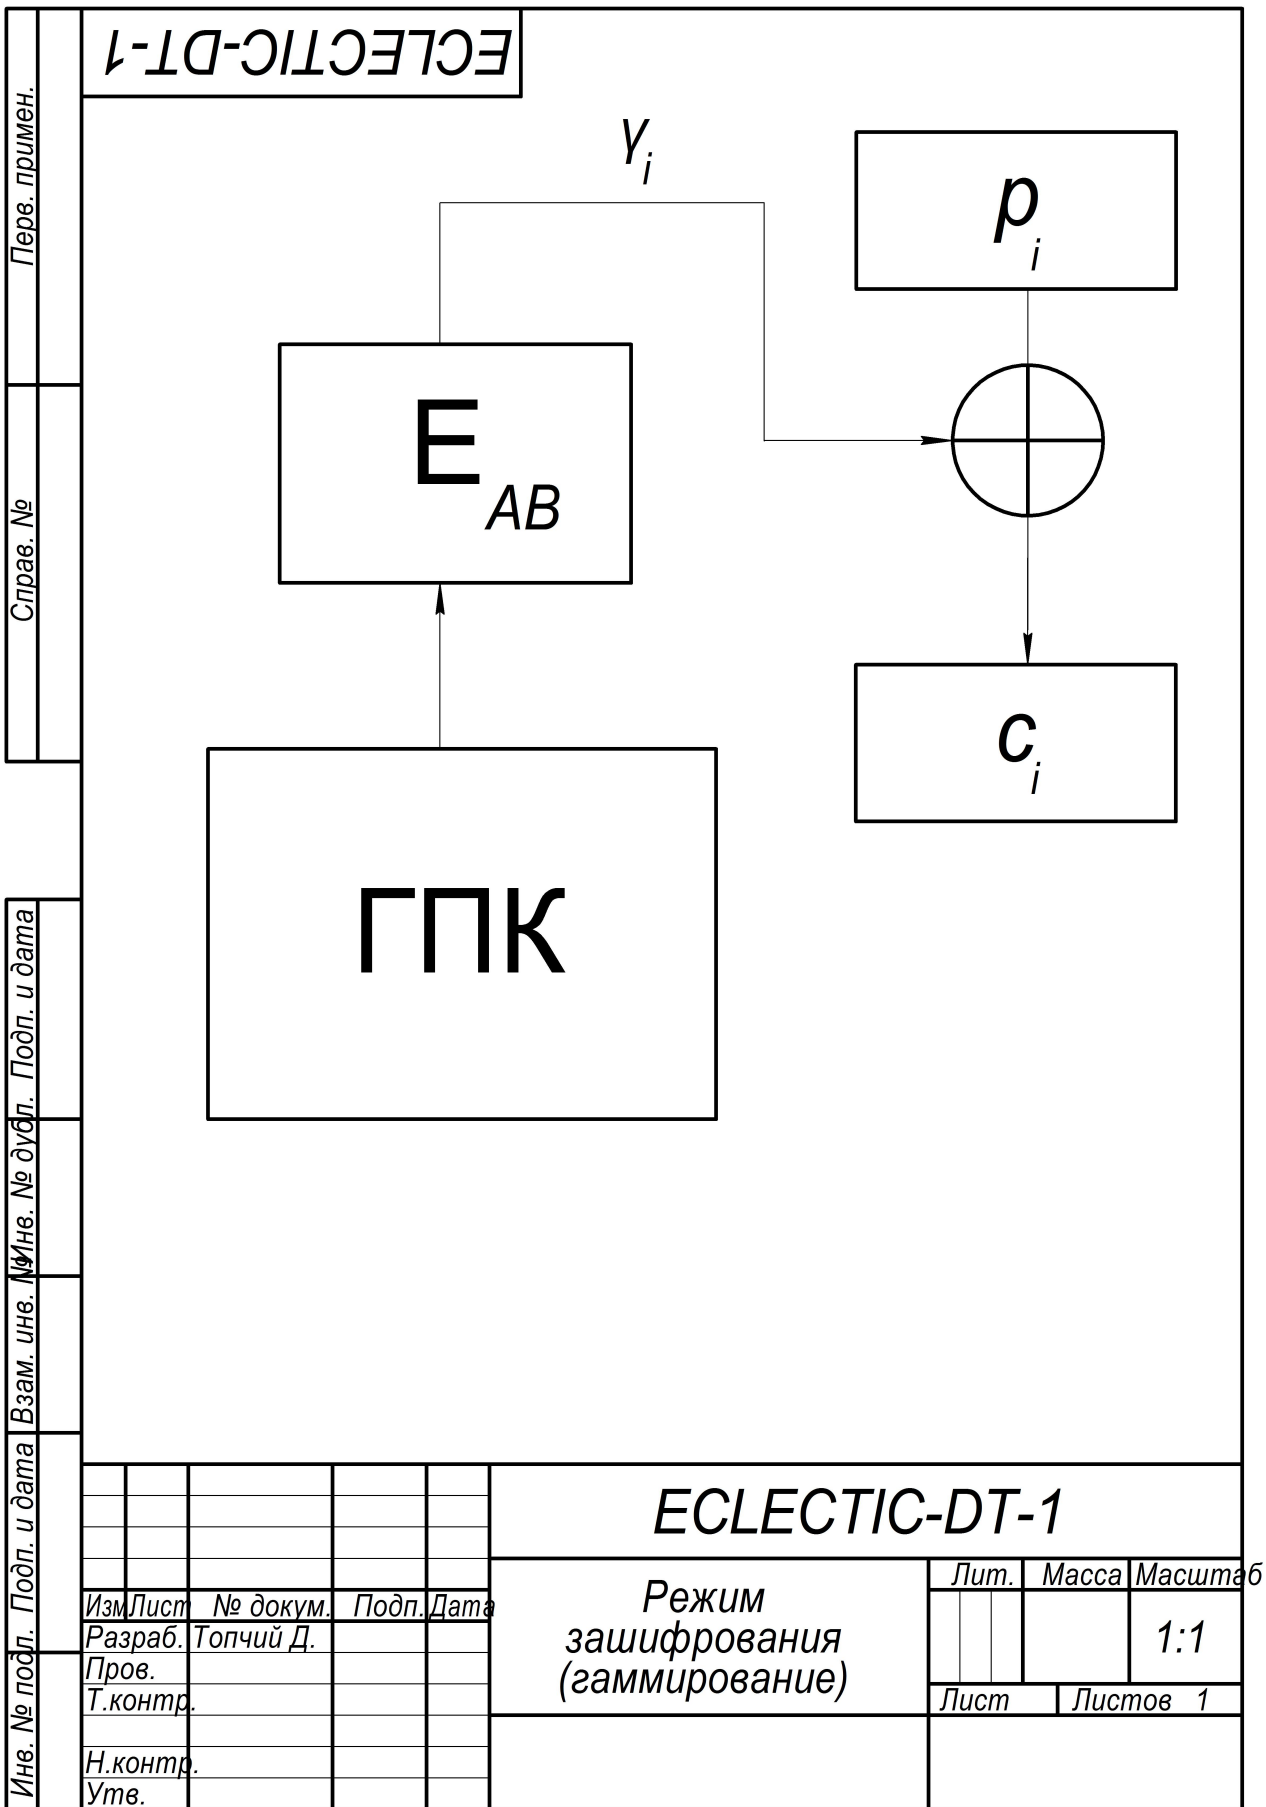 ECLECTIC-DT-1
Перв. примен.
γi
pi
EAB
Справ. №
ci
ГПК
Подп. и дата
Инв. № дубл.
Взам. инв. №
Подп. и дата
Инв. № подл.
ECLECTIC-DT-1
Лит. Масса Масштаб
Режим
зашифрования
(гаммирование)
1:1
Изм Лист № докум. Подп. Дата
Разраб. Топчий Д.
Пров.
Т.контр.
Лист Листов 1
Н.контр.
Утв.